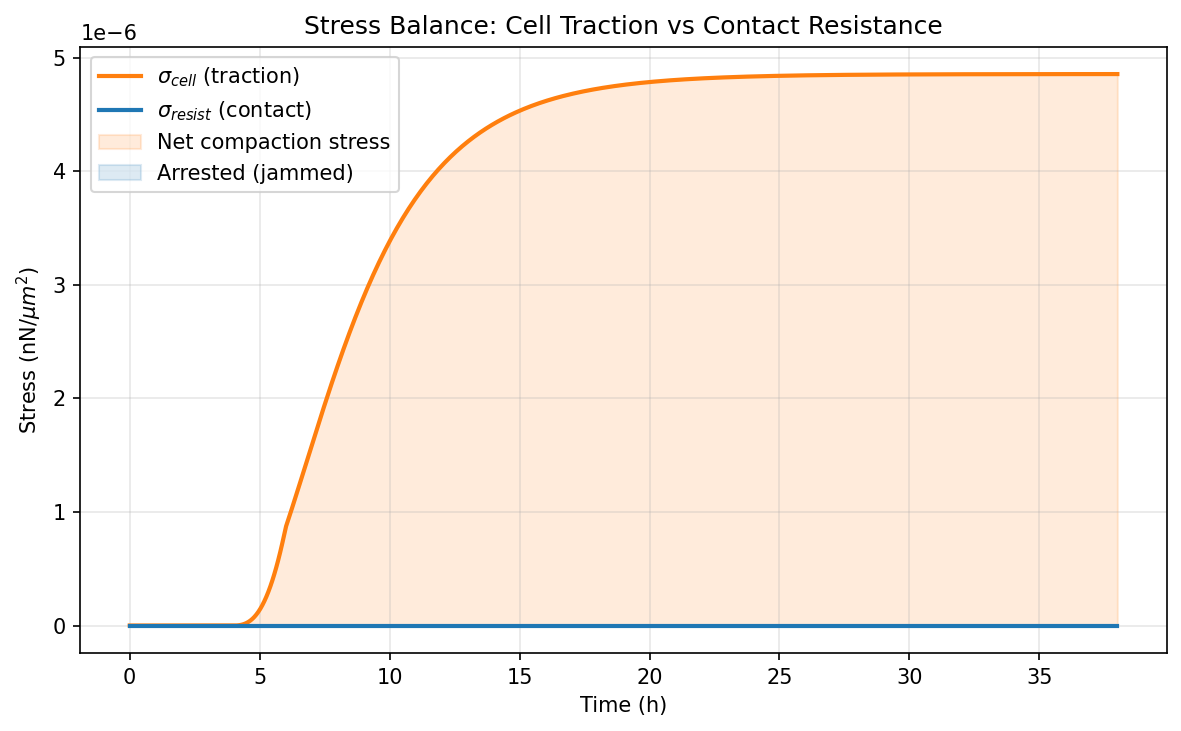 Stress Balance: Cell Traction vs Contact Resistance
1e−6
σcell (traction)
σresist (contact)
Net compaction stress
Arrested (jammed)
Stress (nN/μm²)
5
4
3
2
1
0
0 5 10 15 20 25 30 35
Time (h)